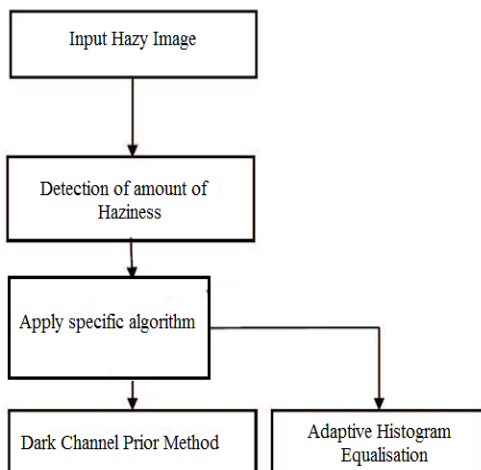 Input Hazy Image
Detection of amount of
Haziness
Apply specific algorithm
Dark Channel Prior Method
Adaptive Histogram
Equalisation